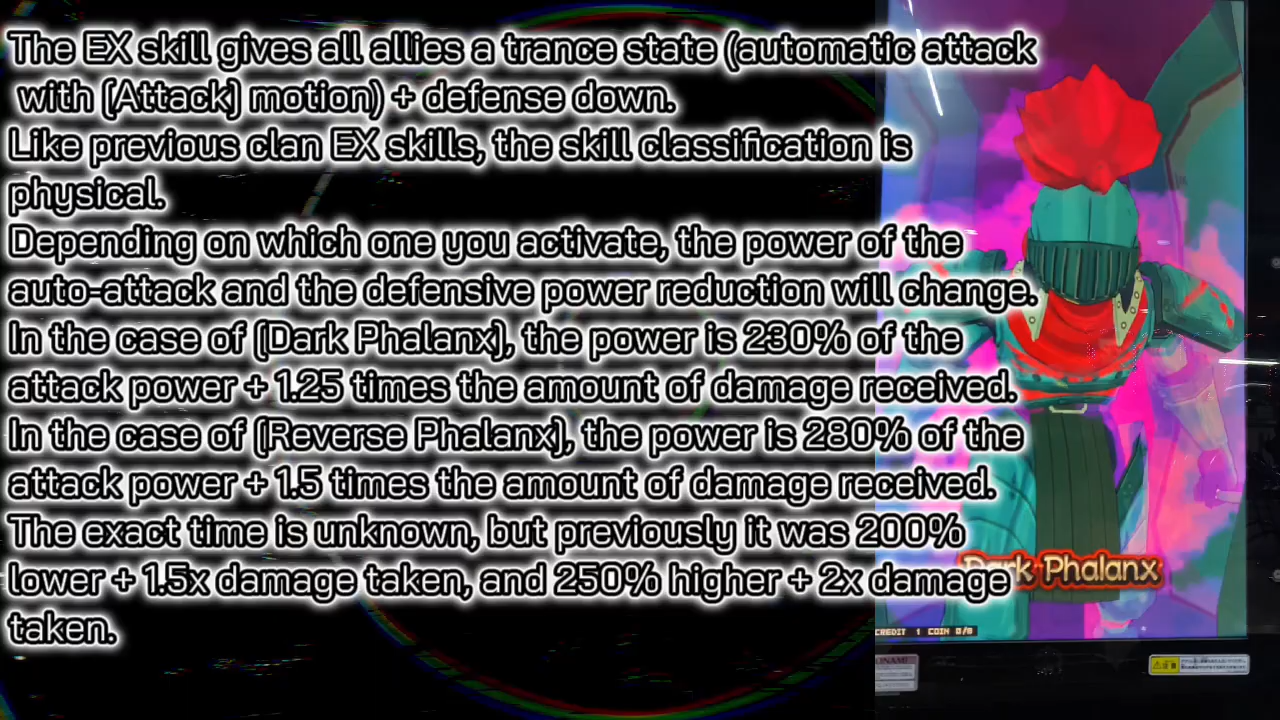 The EX skill gives all allies a trance state (automatic attack
with [Attack] motion) + defense down.
Like previous clan EX skills, the skill classification is
physical.
Depending on which one you activate, the power of the
auto-attack and the defensive power reduction will change.
In the case of [Dark Phalanx], the power is 230% of the
attack power + 1.25 times the amount of damage received.
In the case of [Reverse Phalanx], the power is 280% of the
attack power + 1.5 times the amount of damage received.
The exact time is unknown, but previously it was 200%
lower + 1.5x damage taken, and 250% higher + 2x damage
taken.
Dark Phalanx
CREDIT 1 COIN 0/8
KONAMI